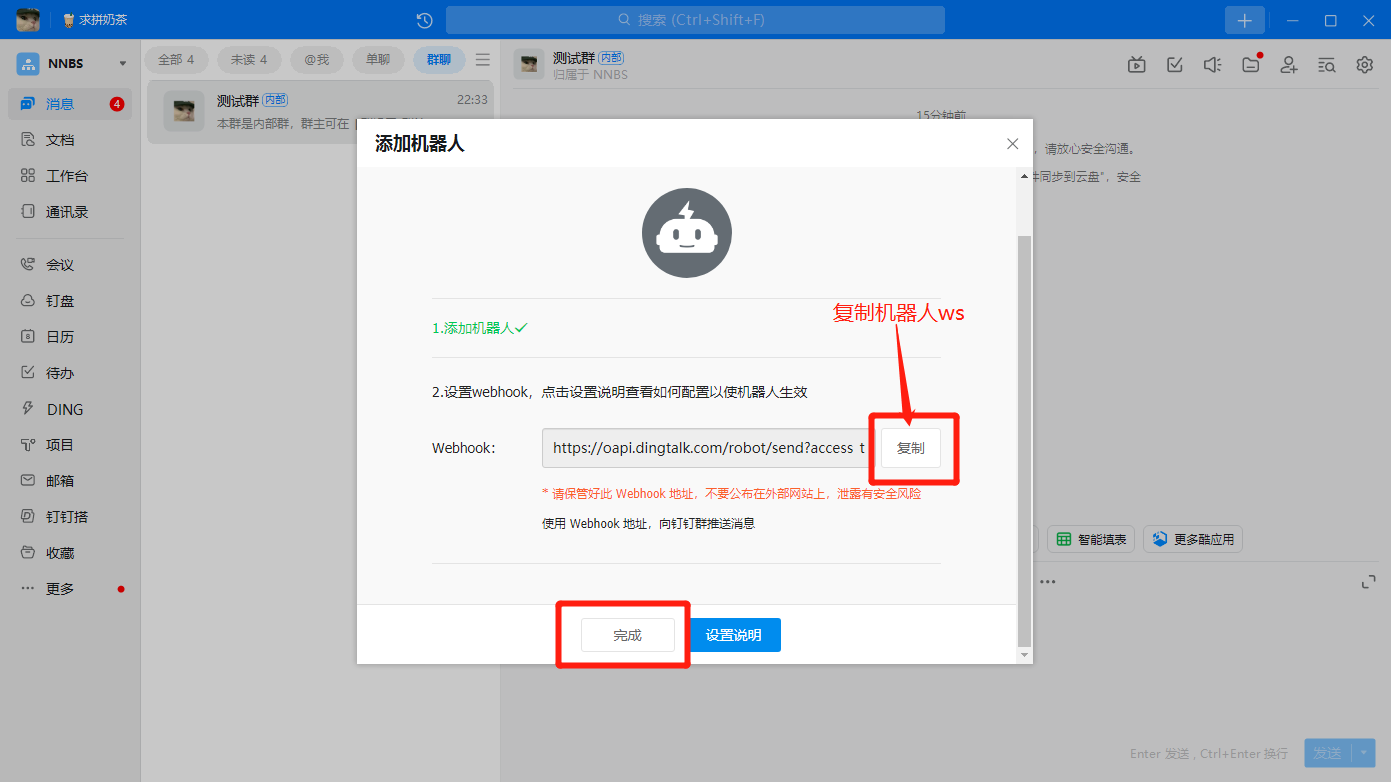 求拼奶茶
搜索 (Ctrl+Shift+F)
NNBS
消息
4
文档
工作台
通讯录
会议
钉盘
日历
待办
DING
项目
邮箱
钉钉搭
收藏
更多
全部 4
未读 4
@我
单聊
群聊
测试群 内部
22:33
本群是内部群，群主可在
测试群 内部
归属于 NNBS
15分钟前
，请放心安全沟通。
件同步到云盘"，安全
添加机器人
1.添加机器人
复制机器人ws
2.设置webhook，点击设置说明查看如何配置以使机器人生效
Webhook:
https://oapi.dingtalk.com/robot/send?access_t
复制
* 请保管好此 Webhook 地址，不要公布在外部网站上，泄露有安全风险
使用 Webhook 地址，向钉钉群推送消息
完成
设置说明
智能填表
更多酷应用
Enter 发送 , Ctrl+Enter 换行
发送